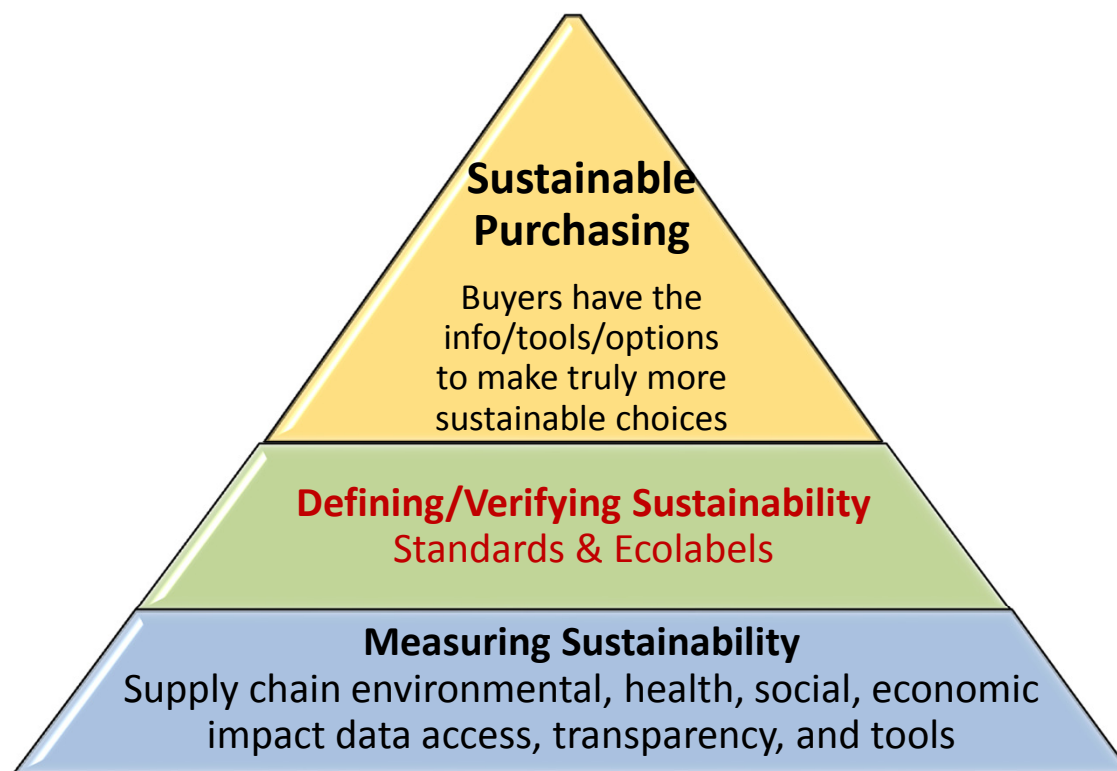 Sustainable
Purchasing
Buyers have the
info/tools/options
to make truly more
sustainable choices
Defining/Verifying Sustainability
Standards & Ecolabels
Measuring Sustainability
Supply chain environmental, health, social, economic
impact data access, transparency, and tools